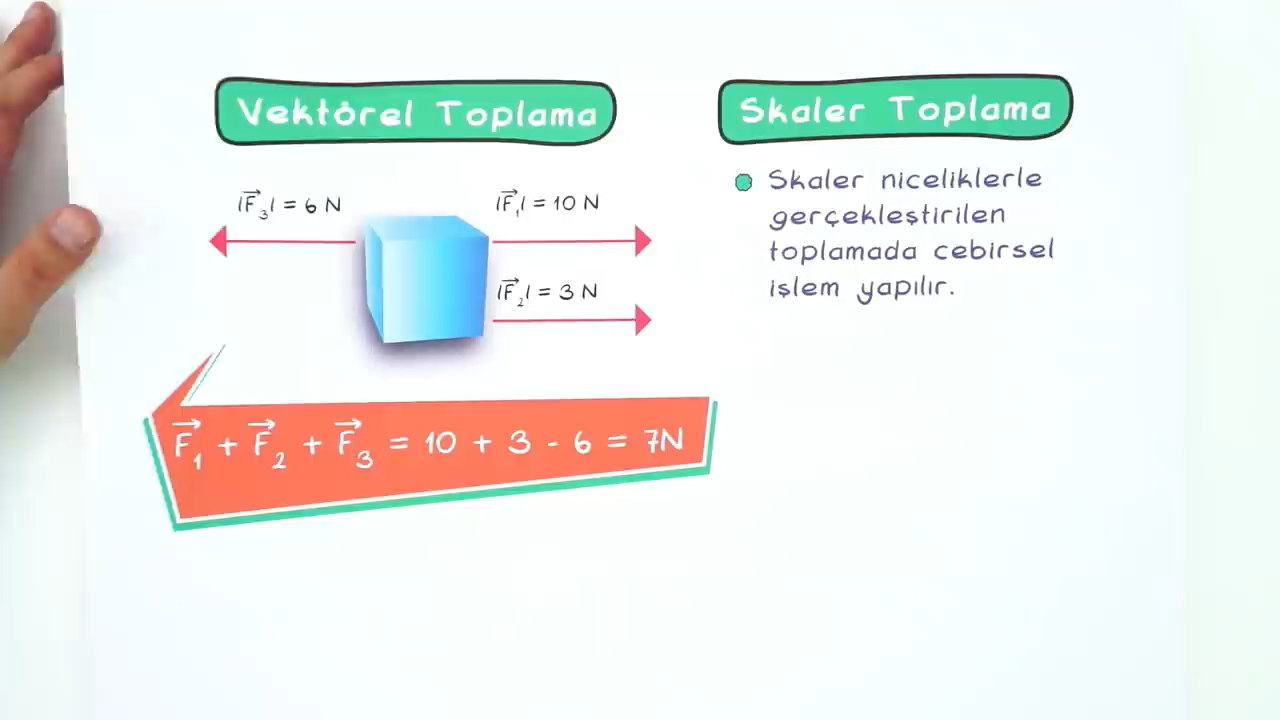 Vektörel Toplama
|F⃗₃| = 6 N
|F⃗₁| = 10 N
|F⃗₂| = 3 N
F⃗₁ + F⃗₂ + F⃗₃ = 10 + 3 - 6 = 7N
Skaler Toplama
Skaler niceliklerle
gerçekleştirilen
toplamada cebirsel
işlem yapılır.